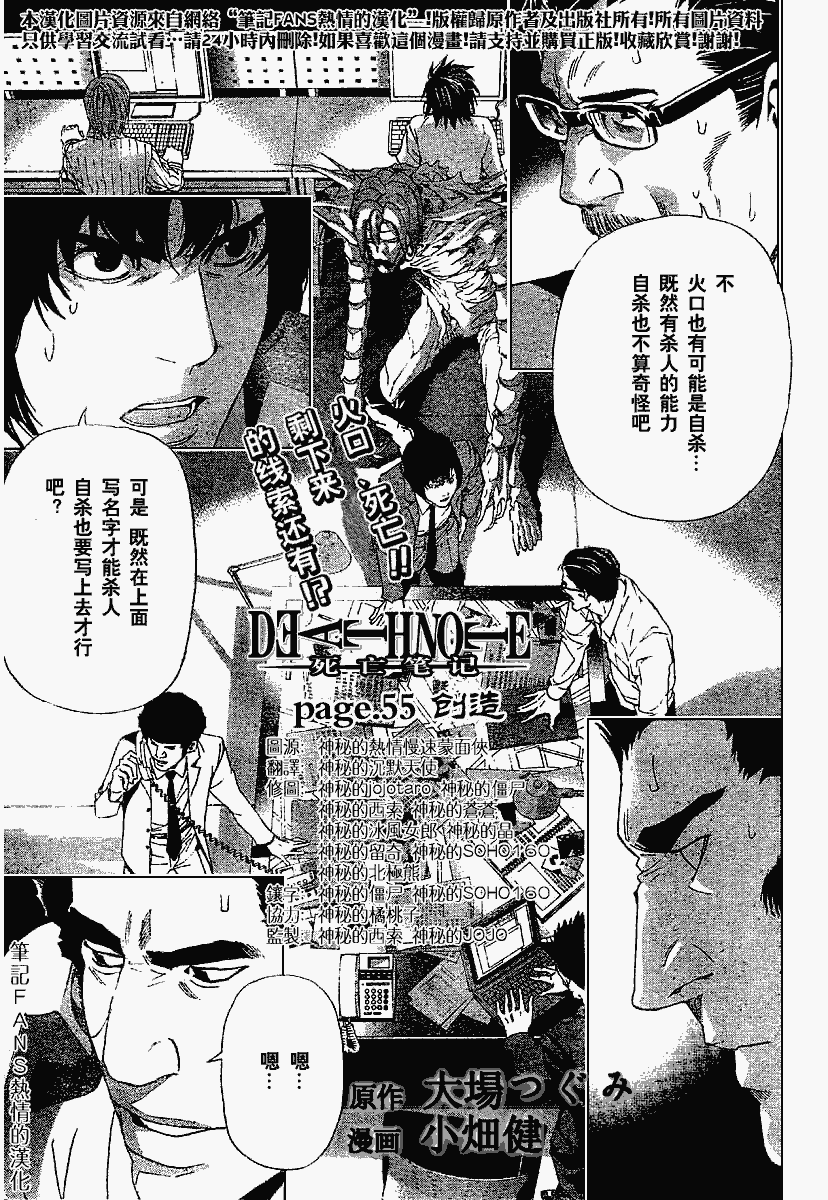 本漢化圖片資源來自網絡“筆記FANS熱情的漢化”—!版權歸原作者及出版社所有!所有圖片資料
只供學習交流試看…請24小時內刪除!如果喜歡這個漫畫!請支持並購買正版!收藏欣賞!謝謝!
不
火口也有可能是自杀…
既然有杀人的能力
自杀也不算奇怪吧
火口、死亡!!
剩下来
的线索还有!?
可是 既然在上面
写名字才能杀人
自杀也要写上去才行
吧?
DEATH NOTE
死亡笔记
page.55 创造
圖源: 神秘的熱情慢速蒙面俠
翻譯: 神秘的沉默天使
修圖: 神秘的jojotaro 神秘的僵尸
神秘的西索 神秘的蒼蒼
神秘的冰風女郎 神秘的品
神秘的留奇 神秘的SOHO160
神秘的北極熊
鑲字: 神秘的僵尸 神秘的SOHO160
協力: 神秘的橘桃子
監製: 神秘的西索 神秘的JOJO
嗯…
嗯…
原作 大場つぐみ
漫画 小畑健
筆記FANS熱情的漢化